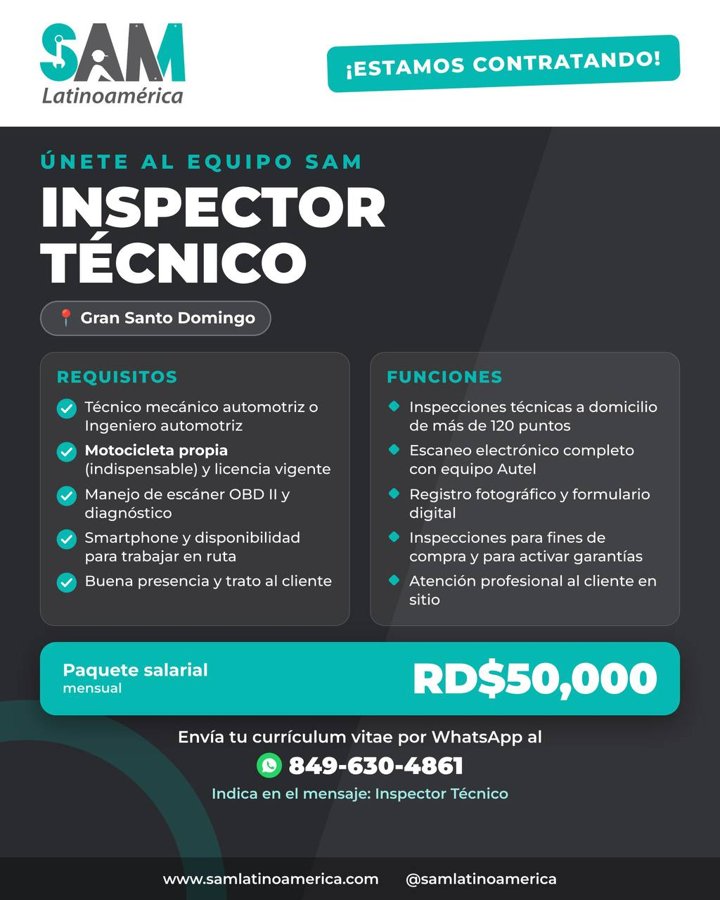 SAM
Latinoamérica
¡ESTAMOS CONTRATANDO!
ÚNETE AL EQUIPO SAM
INSPECTOR
TÉCNICO
Gran Santo Domingo
REQUISITOS
Técnico mecánico automotriz o
Ingeniero automotriz
Motocicleta propia
(indispensable) y licencia vigente
Manejo de escáner OBD II y
diagnóstico
Smartphone y disponibilidad
para trabajar en ruta
Buena presencia y trato al cliente
FUNCIONES
Inspecciones técnicas a domicilio
de más de 120 puntos
Escaneo electrónico completo
con equipo Autel
Registro fotográfico y formulario
digital
Inspecciones para fines de
compra y para activar garantías
Atención profesional al cliente en
sitio
Paquete salarial
mensual
RD$50,000
Envía tu currículum vitae por WhatsApp al
849-630-4861
Indica en el mensaje: Inspector Técnico
www.samlatinoamerica.com @samlatinoamerica